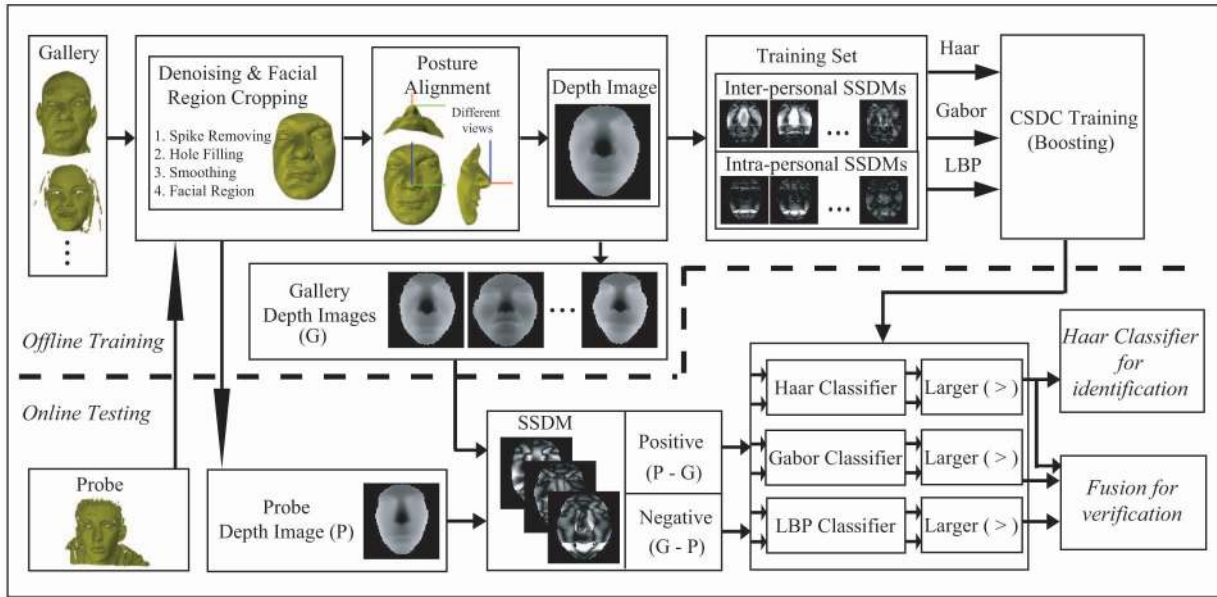 Gallery
Denoising & Facial
Region Cropping
1. Spike Removing
2. Hole Filling
3. Smoothing
4. Facial Region
Posture
Alignment
Different
views
Depth Image
Training Set
Inter-personal SSDMs
...
Intra-personal SSDMs
...
Haar
Gabor
LBP
CSDC Training
(Boosting)
Gallery
Depth Images
(G)
...
Offline Training
Online Testing
Probe
Probe
Depth Image (P)
SSDM
Positive
(P - G)
Negative
(G - P)
Haar Classifier
Larger ( > )
Gabor Classifier
Larger ( > )
LBP Classifier
Larger ( > )
Haar Classifier
for
identification
Fusion for
verification